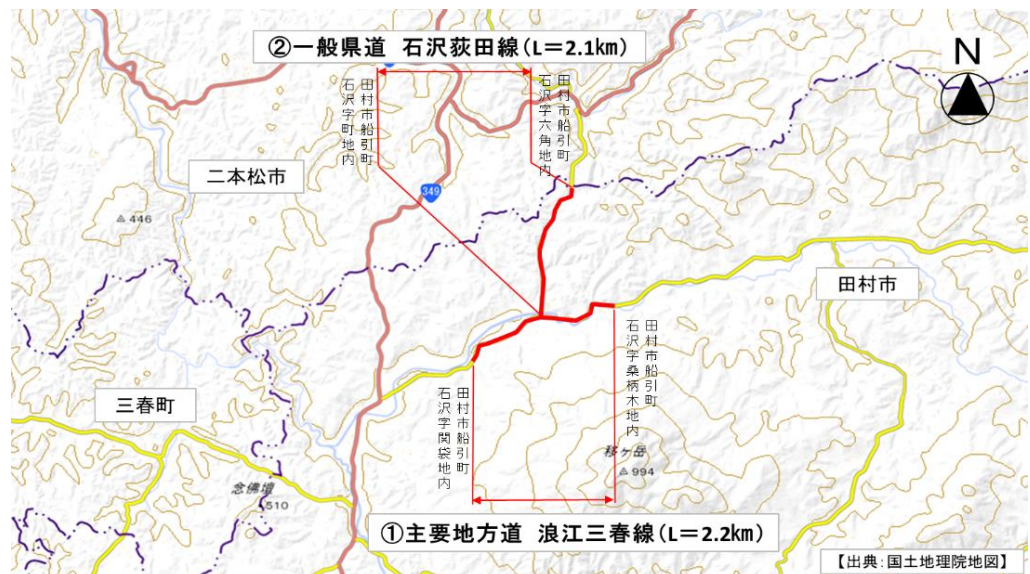 ②一般県道 石沢荻田線(L=2.1km)
田村市船引町
石沢字町地内
田村市船引町
石沢字六角地内
N
二本松市
349
446
田村市
田村市船引町
石沢字桑柄木地内
田村市船引町
石沢字関袋地内
三春町
移ヶ岳
994
念佛壇
510
①主要地方道 浪江三春線(L=2.2km)
【出典:国土地理院地図】